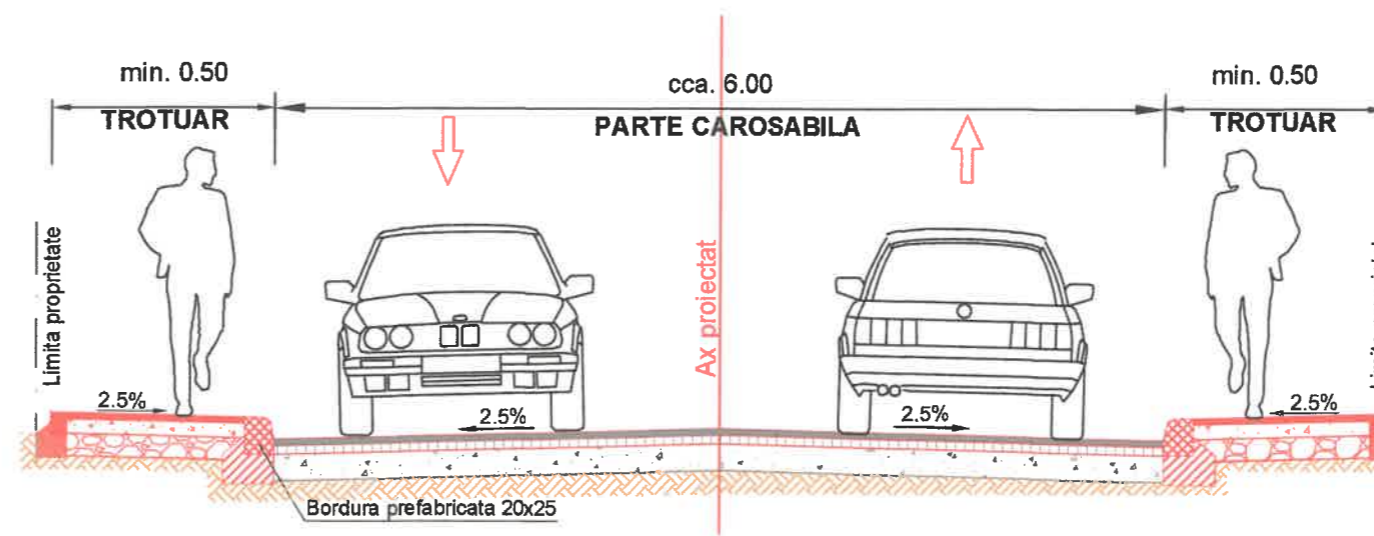 min. 0.50
cca. 6.00
min. 0.50
TROTUAR
PARTE CAROSABILA
TROTUAR
Limita proprietate
Ax proiectat
2.5%
2.5%
2.5%
2.5%
Bordura prefabricata 20x25